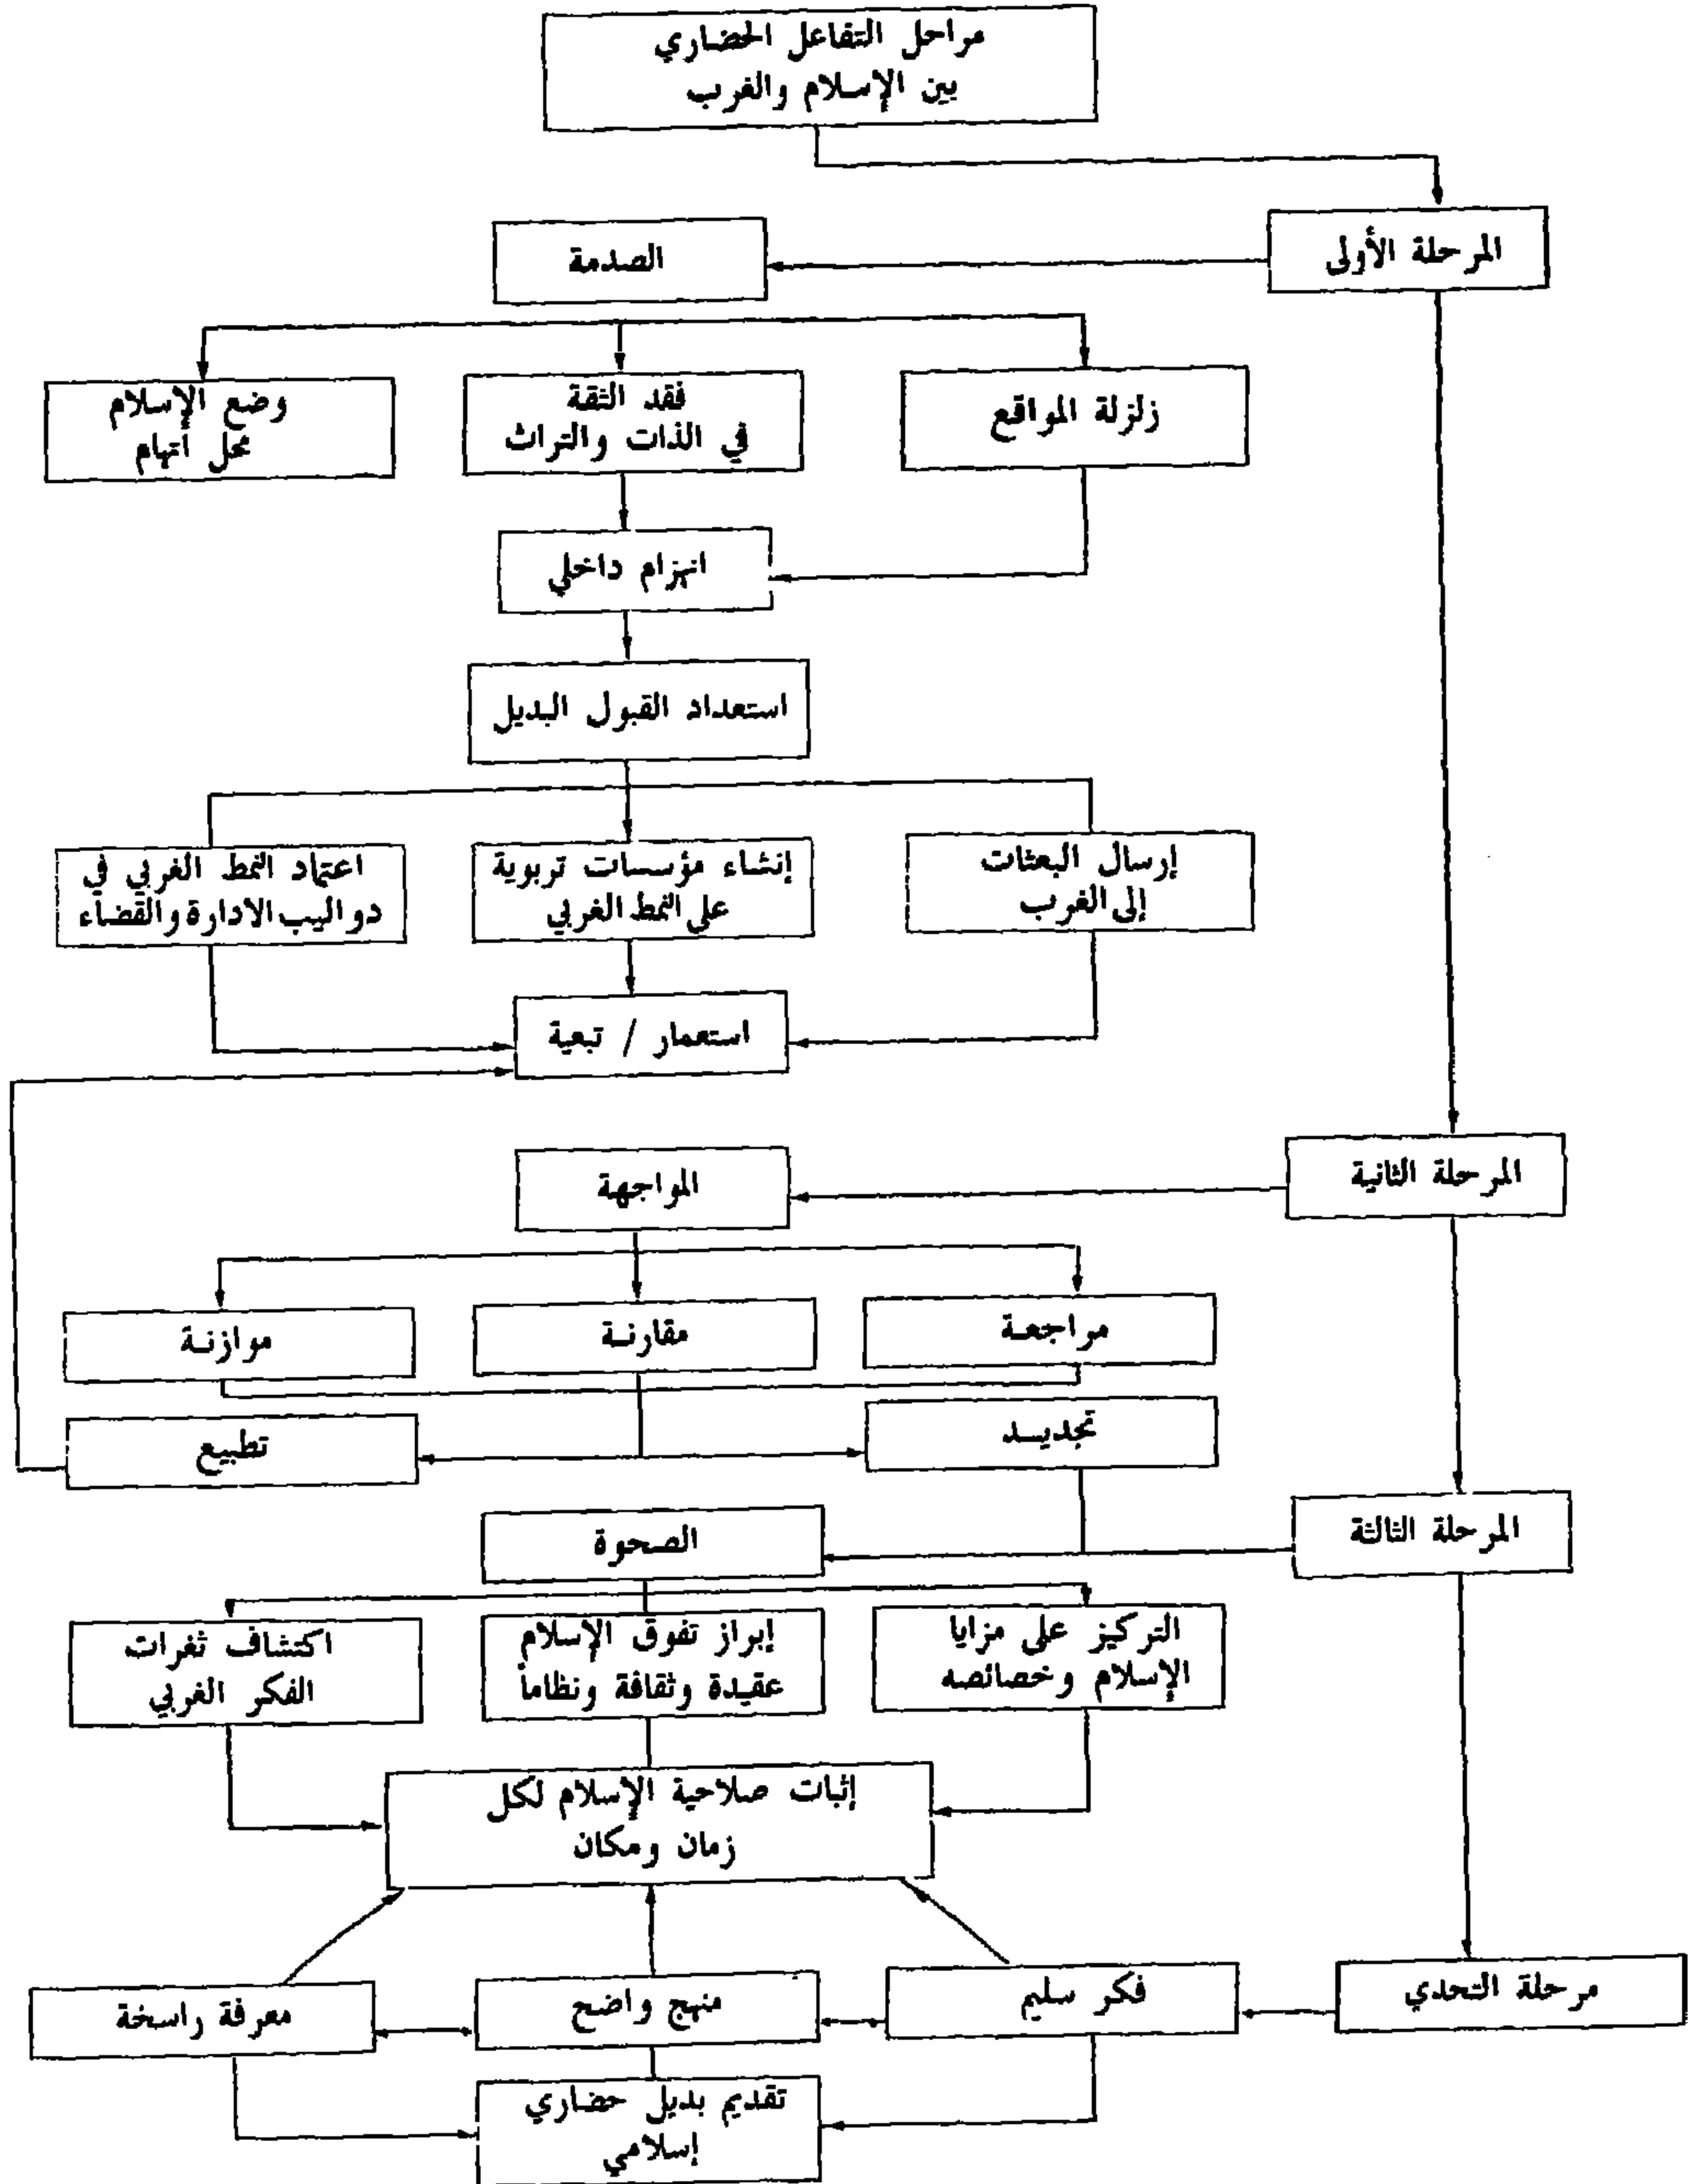 مراحل التفاعل الحضاري
بين الإسلام والغرب
المرحلة الأولى
الصدمة
زلزلة المواقع
فقد الثقة
في الذات والتراث
وضع الإسلام
محل اتهام
انهزام داخلي
استعداد القبول البديل
إرسال البعثات
إلى الغرب
إنشاء مؤسسات تربوية
على النمط الغربي
اعتماد النمط الغربي في
دواليب الادارة والقضاء
استعمار / تبعية
المرحلة الثانية
المواجهة
مراجعـة
مقارنـة
موازنـة
تجديـد
تطبيع
المرحلة الثالثة
الصحوة
التركيز على مزايا
الإسلام وخصائصه
إبراز تفوق الإسلام
عقيدة وثقافة ونظاماً
اكتشاف ثغرات
الفكر الغربي
إثبات صلاحية الإسلام لكل
زمان ومكان
مرحلة التحدي
فكر سليم
منهج واضح
معرفة راسخة
تقديم بديل حضاري
إسلامي